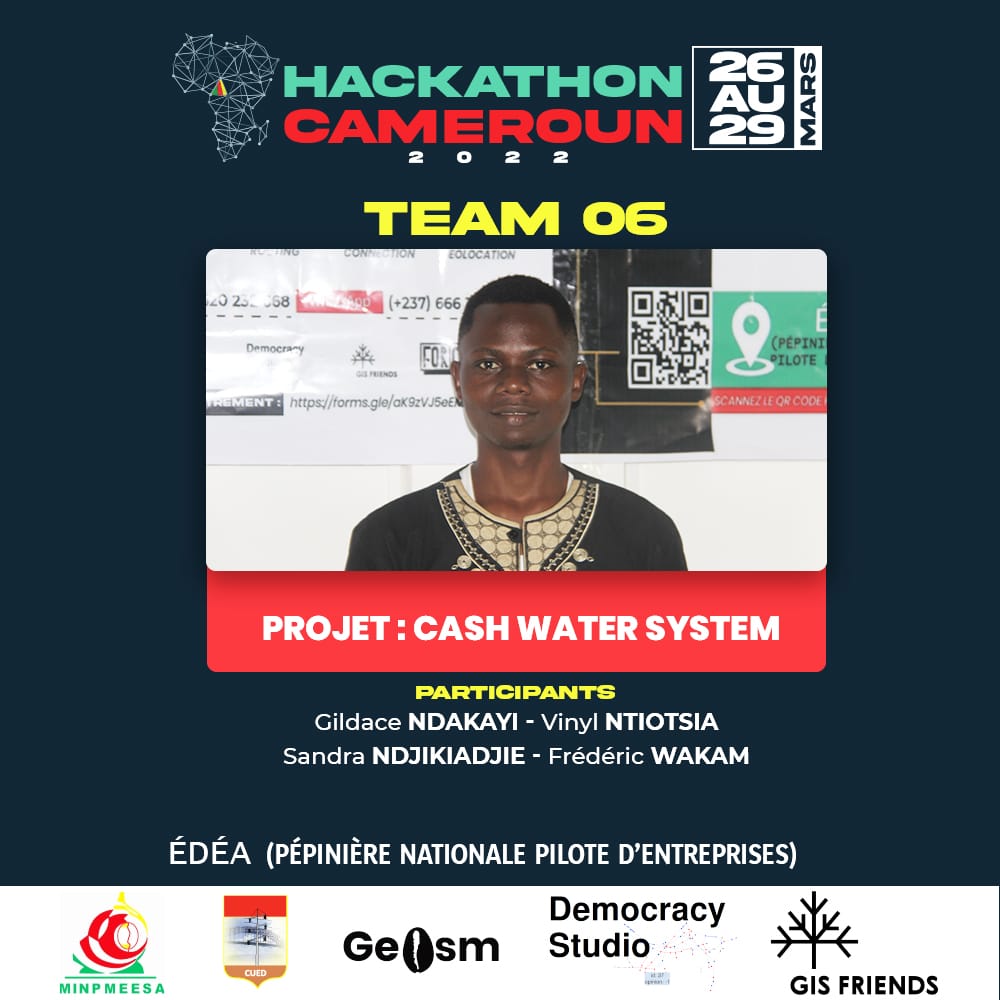 HACKATHON
CAMEROUN
2022
26
AU
29
MARS
TEAM 06
CONNECTION
EOLOCATION
(+237) 666
Democracy
GIS FRIENDS
https://forms.gle/
SCANNEZ LE QR CODE
PROJET : CASH WATER SYSTEM
PARTICIPANTS
Gildace NDAKAYI - Vinyl NTIOTSIA
Sandra NDJIKIADJIE - Frédéric WAKAM
ÉDÉA (PÉPINIÈRE NATIONALE PILOTE D'ENTREPRISES)
MINPMEESA
CUED
GeOsm
Democracy
Studio
GIS FRIENDS